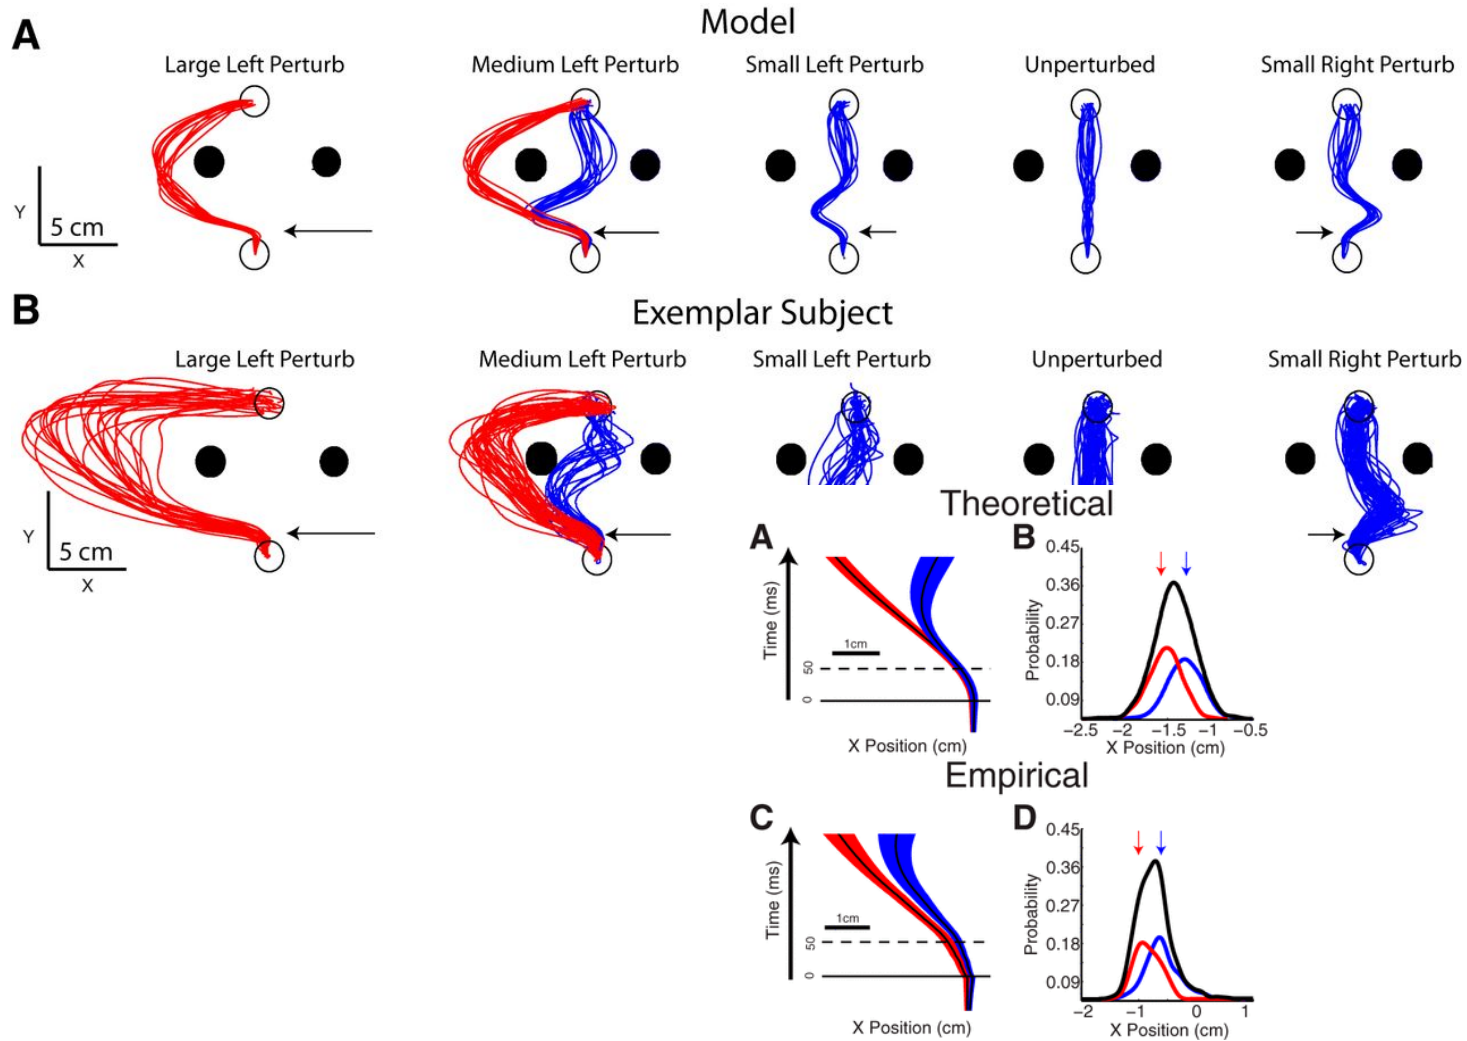 A
Model
Large Left Perturb
Medium Left Perturb
Small Left Perturb
Unperturbed
Small Right Perturb
Y
5 cm
X
B
Exemplar Subject
Large Left Perturb
Medium Left Perturb
Small Left Perturb
Unperturbed
Small Right Perturb
Y
5 cm
X
Theoretical
A
Time (ms)
1cm
50
0
X Position (cm)
B
Probability
0.45
0.36
0.27
0.18
0.09
−2.5 −2 −1.5 −1 −0.5
X Position (cm)
Empirical
C
Time (ms)
1cm
50
0
X Position (cm)
D
Probability
0.45
0.36
0.27
0.18
0.09
−2 −1 0 1
X Position (cm)